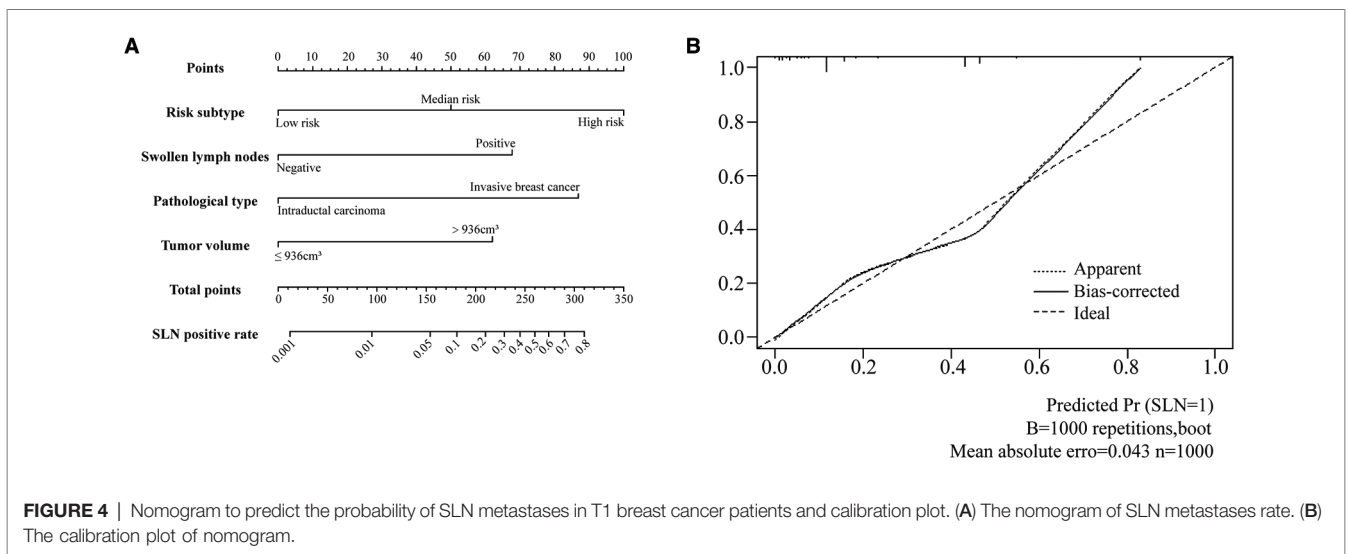 A
Points
0 10 20 30 40 50 60 70 80 90 100
Risk subtype
Median risk
Low risk
High risk
Swollen lymph nodes
Positive
Negative
Pathological type
Invasive breast cancer
Intraductal carcinoma
Tumor volume
> 936cm³
≤ 936cm³
Total points
0 50 100 150 200 250 300 350
SLN positive rate
0.001 0.01 0.05 0.1 0.2 0.3 0.4 0.5 0.6 0.7 0.8
B
1.0
0.8
0.6
0.4
0.2
0.0
Apparent
Bias-corrected
Ideal
0.0 0.2 0.4 0.6 0.8 1.0
Predicted Pr (SLN=1)
B=1000 repetitions,boot
Mean absolute erro=0.043 n=1000
FIGURE 4 | Nomogram to predict the probability of SLN metastases in T1 breast cancer patients and calibration plot. (A) The nomogram of SLN metastases rate. (B)
The calibration plot of nomogram.